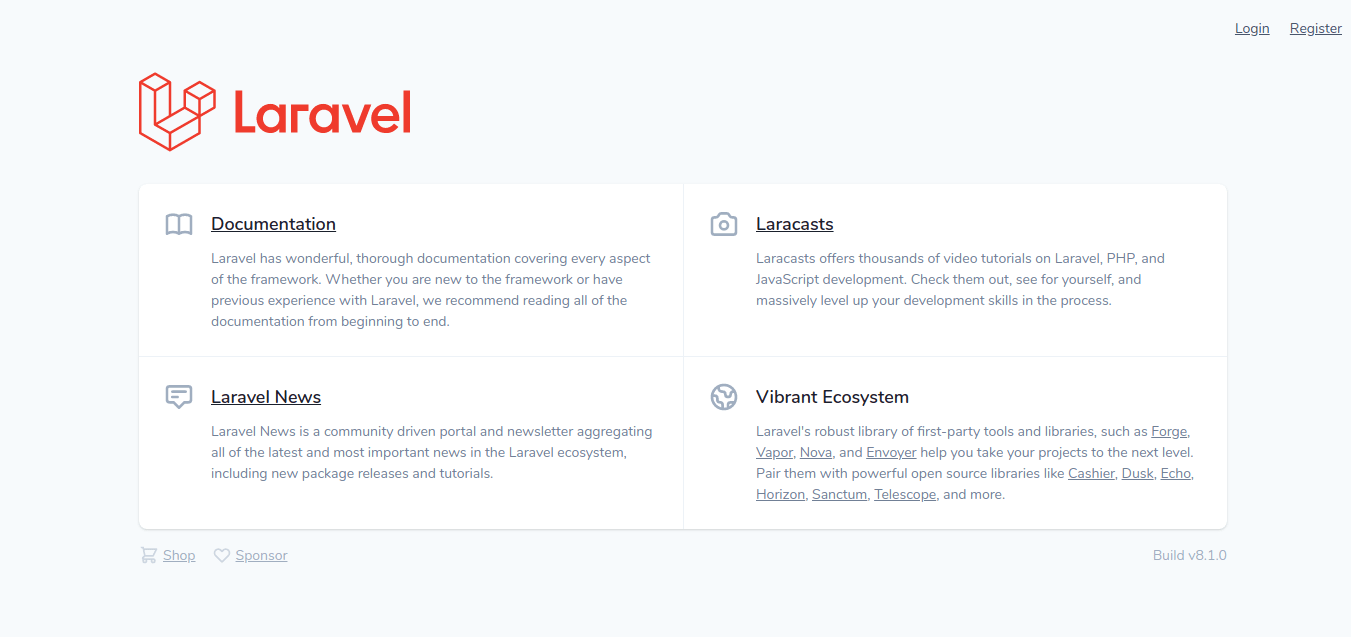 Login Register
Laravel
Documentation
Laravel has wonderful, thorough documentation covering every aspect
of the framework. Whether you are new to the framework or have
previous experience with Laravel, we recommend reading all of the
documentation from beginning to end.
Laracasts
Laracasts offers thousands of video tutorials on Laravel, PHP, and
JavaScript development. Check them out, see for yourself, and
massively level up your development skills in the process.
Laravel News
Laravel News is a community driven portal and newsletter aggregating
all of the latest and most important news in the Laravel ecosystem,
including new package releases and tutorials.
Vibrant Ecosystem
Laravel's robust library of first-party tools and libraries, such as Forge,
Vapor, Nova, and Envoyer help you take your projects to the next level.
Pair them with powerful open source libraries like Cashier, Dusk, Echo,
Horizon, Sanctum, Telescope, and more.
Shop Sponsor Build v8.1.0